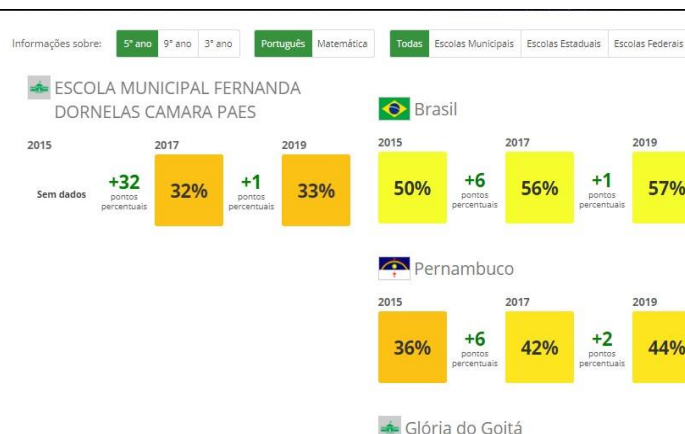 Informações sobre: 5º ano 9º ano 3º ano Português Matemática Todas Escolas Municipais Escolas Estaduais Escolas Federais
ESCOLA MUNICIPAL FERNANDA
DORNELAS CAMARA PAES
2015 2017 2019
Sem dados +32 pontos percentuais 32% +1 pontos percentuais 33%
Brasil
2015 2017 2019
50% +6 pontos percentuais 56% +1 pontos percentuais 57%
Pernambuco
2015 2017 2019
36% +6 pontos percentuais 42% +2 pontos percentuais 44%
Glória do Goitá